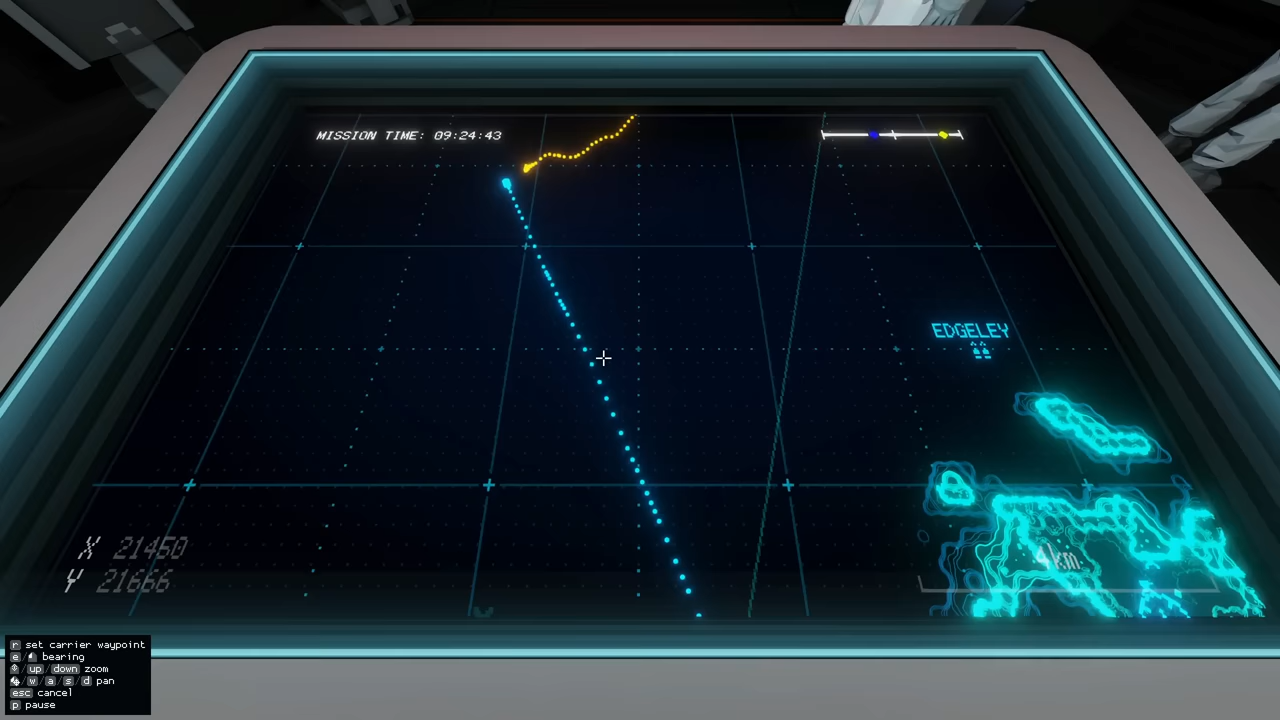 MISSION TIME: 09:24:43
EDGELEY
X 21450
Y 21666
4km
r set carrier waypoint
e / bearing
/ up / down zoom
/ w / a / s / d pan
esc cancel
p pause